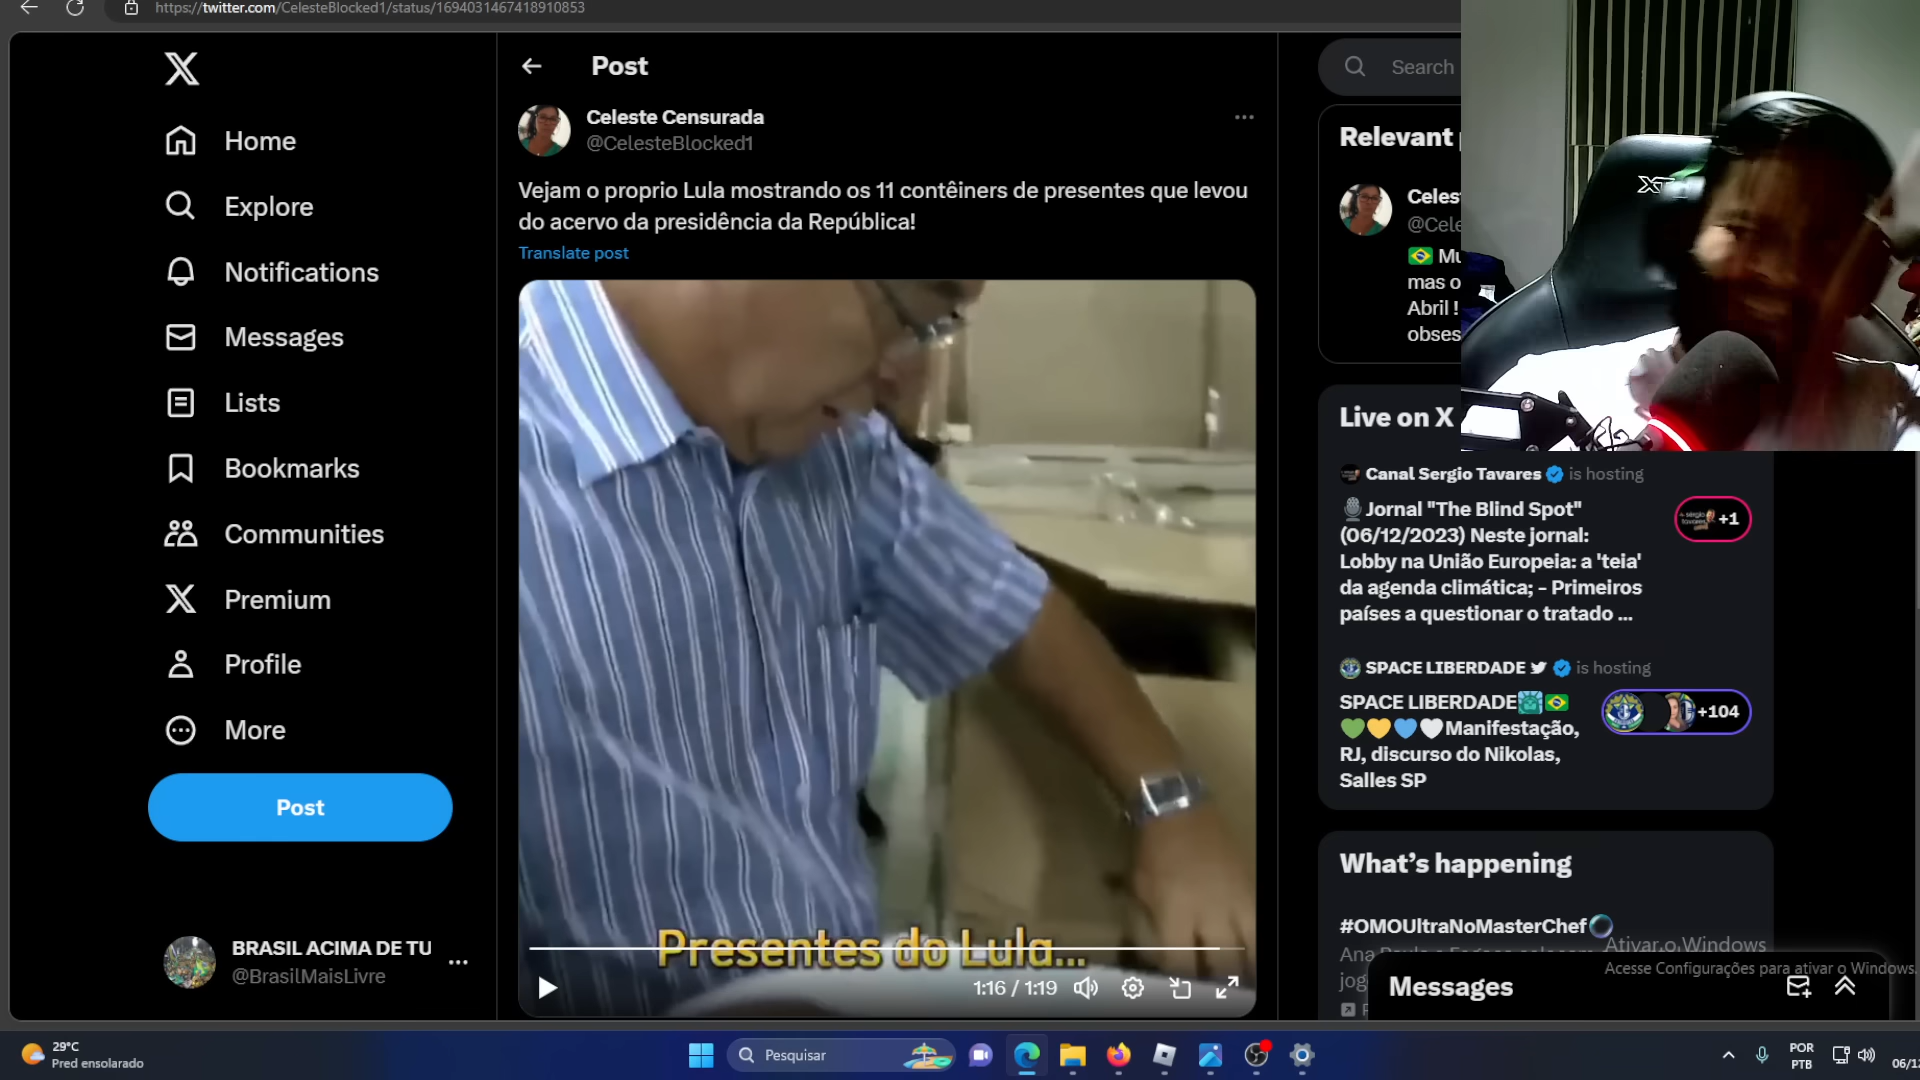 https://twitter.com/CelesteBlocked1/status/1694031467418910853
Home
Explore
Notifications
Messages
Lists
Bookmarks
Communities
Premium
Profile
More
Post
BRASIL ACIMA DE TU
@BrasilMaisLivre
Post
Celeste Censurada
@CelesteBlocked1
Vejam o proprio Lula mostrando os 11 contêiners de presentes que levou
do acervo da presidência da República!
Translate post
Presentes do Lula...
1:16 / 1:19
Search
Relevant
Celes
@Cele
Mu
mas o
Abril !
obses
Live on X
Canal Sergio Tavares is hosting
Jornal "The Blind Spot"
(06/12/2023) Neste jornal:
Lobby na União Europeia: a 'teia'
da agenda climática; - Primeiros
países a questionar o tratado ...
+1
SPACE LIBERDADE is hosting
SPACE LIBERDADE
Manifestação,
RJ, discurso do Nikolas,
Salles SP
+104
What's happening
#OMOUltraNoMasterChef
Ativar o Windows
Acesse Configurações para ativar o Windows.
Messages
29°C
Pred ensolarado
Pesquisar
POR
PTB
06/1